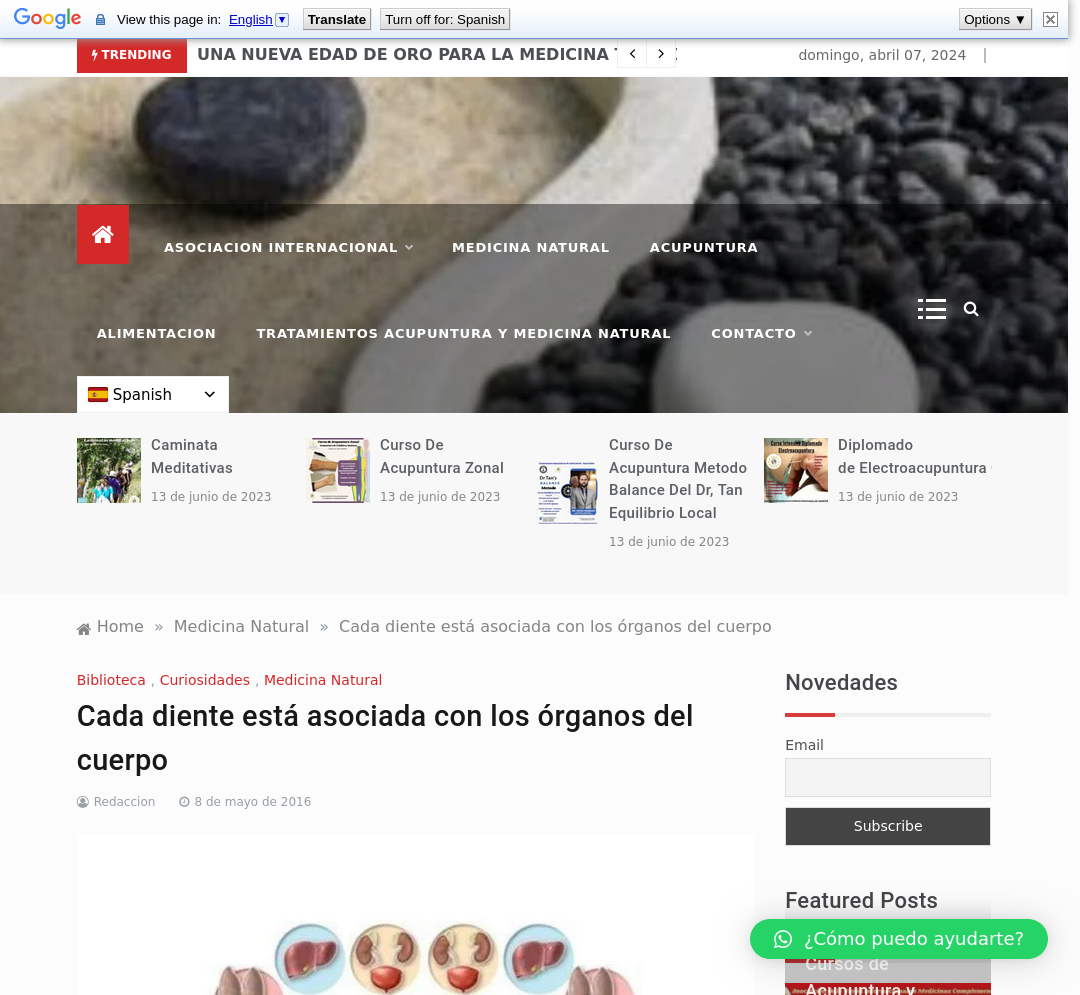 Google View this page in: English Translate Turn off for: Spanish Options ▼
TRENDING UNA NUEVA EDAD DE ORO PARA LA MEDICINA domingo, abril 07, 2024 |
ASOCIACION INTERNACIONAL MEDICINA NATURAL ACUPUNTURA
ALIMENTACION TRATAMIENTOS ACUPUNTURA Y MEDICINA NATURAL CONTACTO
Spanish
Caminata
Meditativas
13 de junio de 2023
Curso De
Acupuntura Zonal
13 de junio de 2023
Curso De
Acupuntura Metodo
Balance Del Dr, Tan
Equilibrio Local
13 de junio de 2023
Diplomado
de Electroacupuntura
13 de junio de 2023
Home » Medicina Natural » Cada diente está asociada con los órganos del cuerpo
Biblioteca , Curiosidades , Medicina Natural
Cada diente está asociada con los órganos del
cuerpo
Redaccion 8 de mayo de 2016
Novedades
Email
Subscribe
Featured Posts
¿Cómo puedo ayudarte?
Cursos de
Acupuntura y